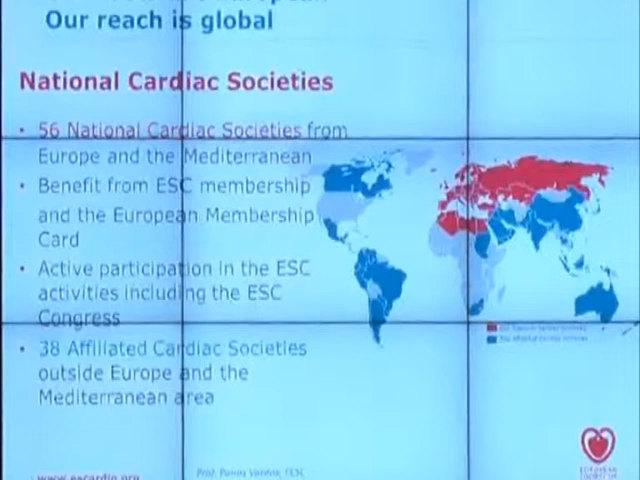 Our reach is global
National Cardiac Societies
• 56 National Cardiac Societies from
Europe and the Mediterranean
• Benefit from ESC membership
and the European Membership
Card
• Active participation in the ESC
activities including the ESC
Congress
• 38 Affiliated Cardiac Societies
outside Europe and the
Mediterranean area
www.escardio.org